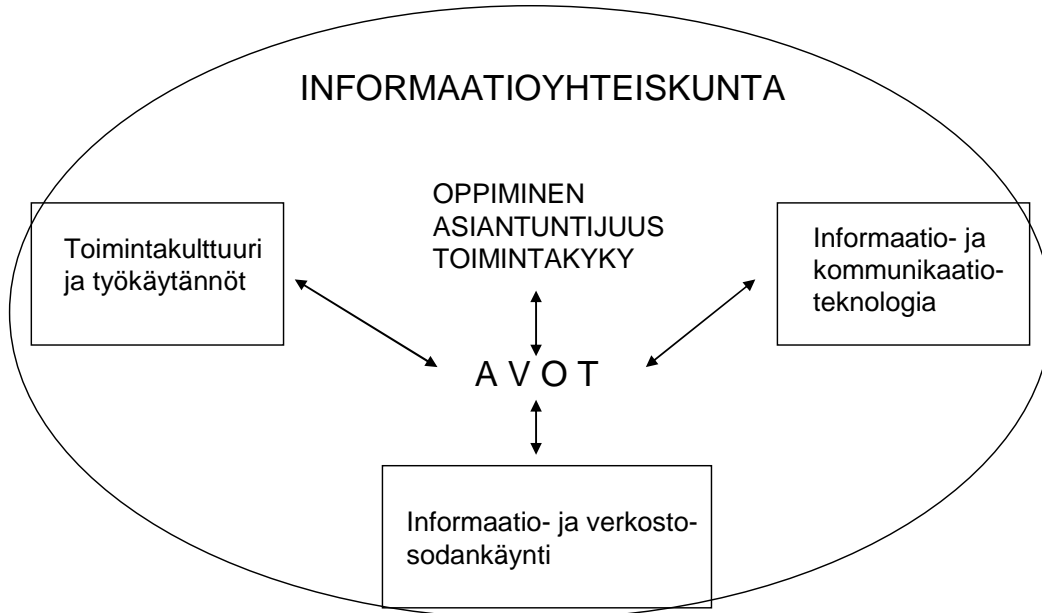 INFORMAATIOYHTEISKUNTA
OPPIMINEN
ASIANTUNTIJUUS
TOIMINTAKYKY
Toimintakulttuuri
ja työkäytännöt
Informaatio- ja
kommunikaatio-
teknologia
A V O T
Informaatio- ja verkosto-
sodankäynti